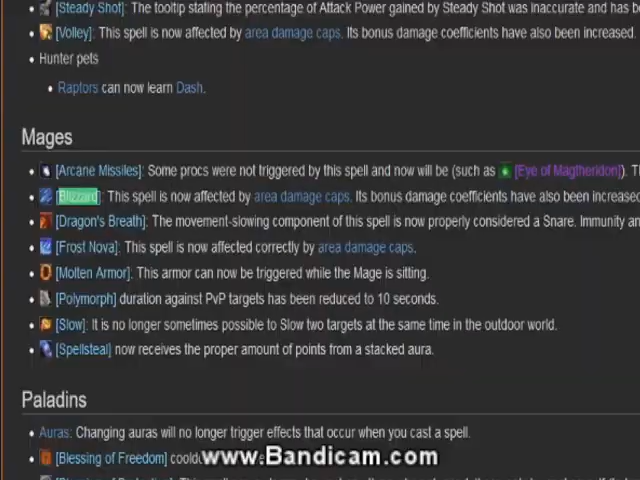 [Steady Shot]: The tooltip stating the percentage of Attack Power gained by Steady Shot was inaccurate and has
[Volley]: This spell is now affected by area damage caps. Its bonus damage coefficients have also been increased.
Hunter pets
Raptors can now learn Dash.
Mages
[Arcane Missiles]: Some procs were not triggered by this spell and now will be (such as [Eye of Magtheridon]). T
[Blizzard]: This spell is now affected by area damage caps. Its bonus damage coefficients have also been increased
[Dragon's Breath]: The movement-slowing component of this spell is now properly considered a Snare. Immunity an
[Frost Nova]: This spell is now affected correctly by area damage caps.
[Molten Armor]: This armor can now be triggered while the Mage is sitting.
[Polymorph] duration against PvP targets has been reduced to 10 seconds.
[Slow]: It is no longer sometimes possible to Slow two targets at the same time in the outdoor world.
[Spellsteal] now receives the proper amount of points from a stacked aura.
Paladins
Auras: Changing auras will no longer trigger effects that occur when you cast a spell.
[Blessing of Freedom]
www.Bandicam.com